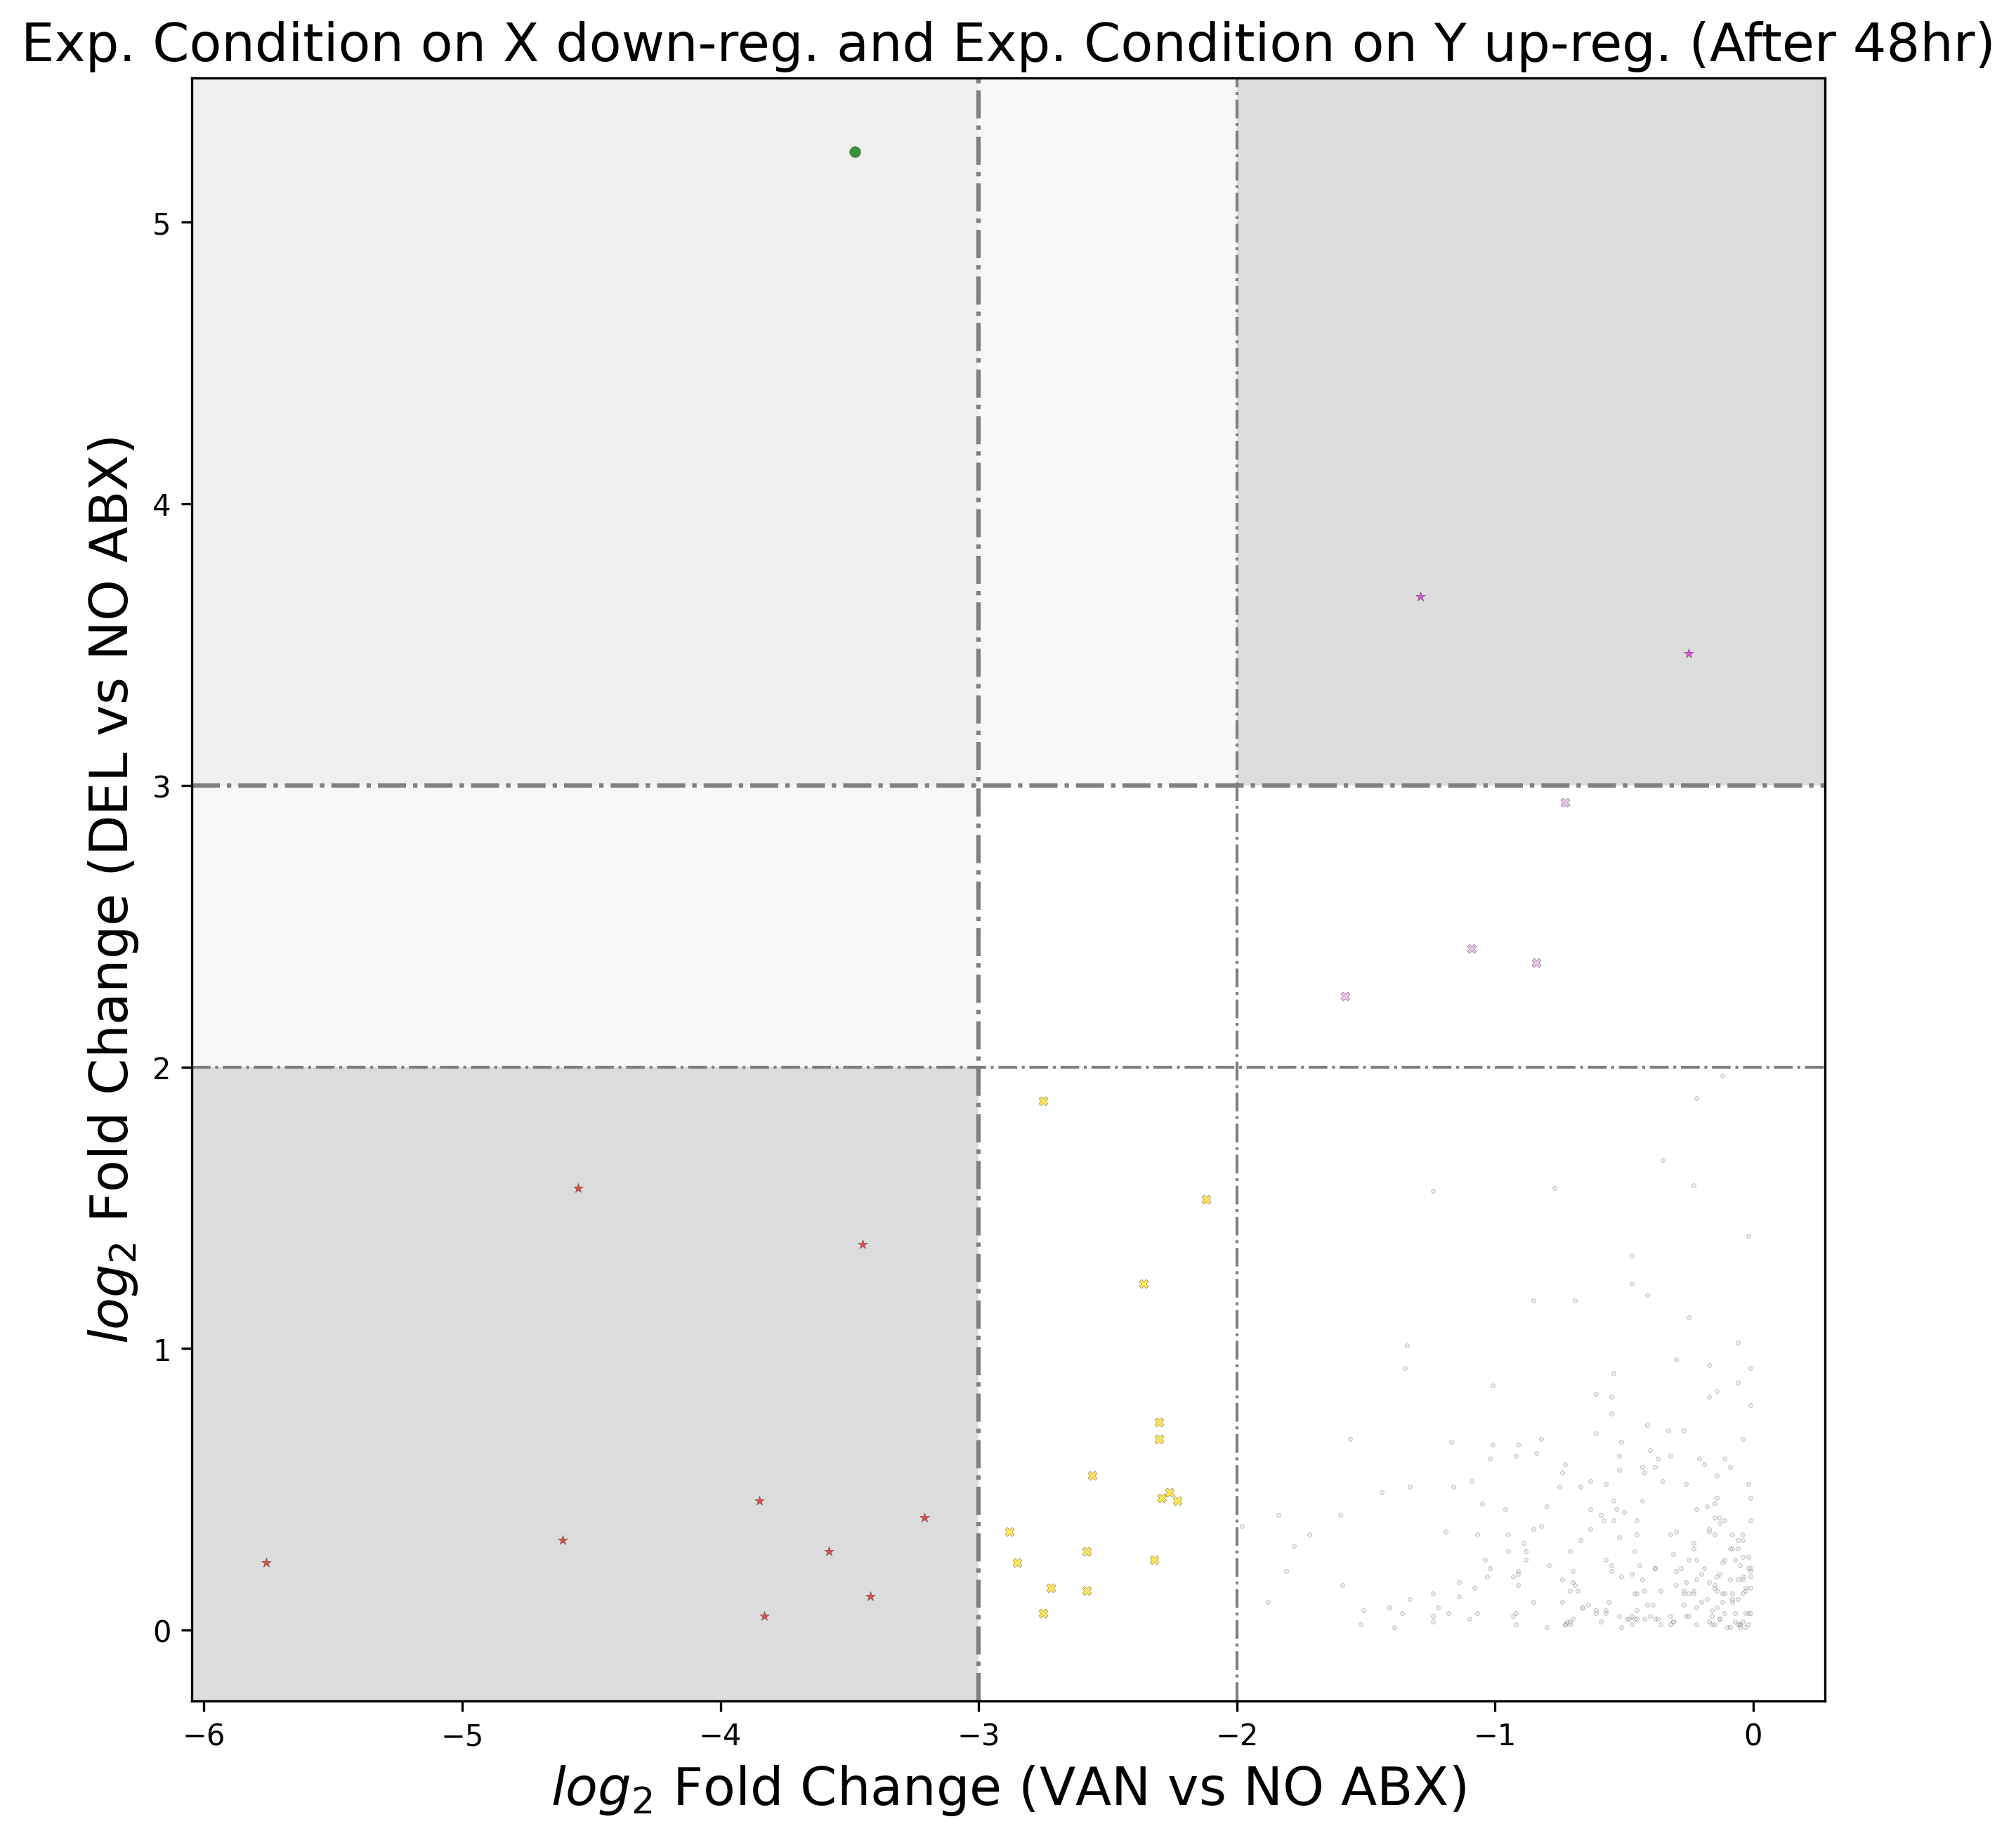 Exp. Condition on X down-reg. and Exp. Condition on Y up-reg. (After 48hr)
log2 Fold Change (DEL vs NO ABX)
5
4
3
2
1
0
−6 −5 −4 −3 −2 −1 0
log2 Fold Change (VAN vs NO ABX)